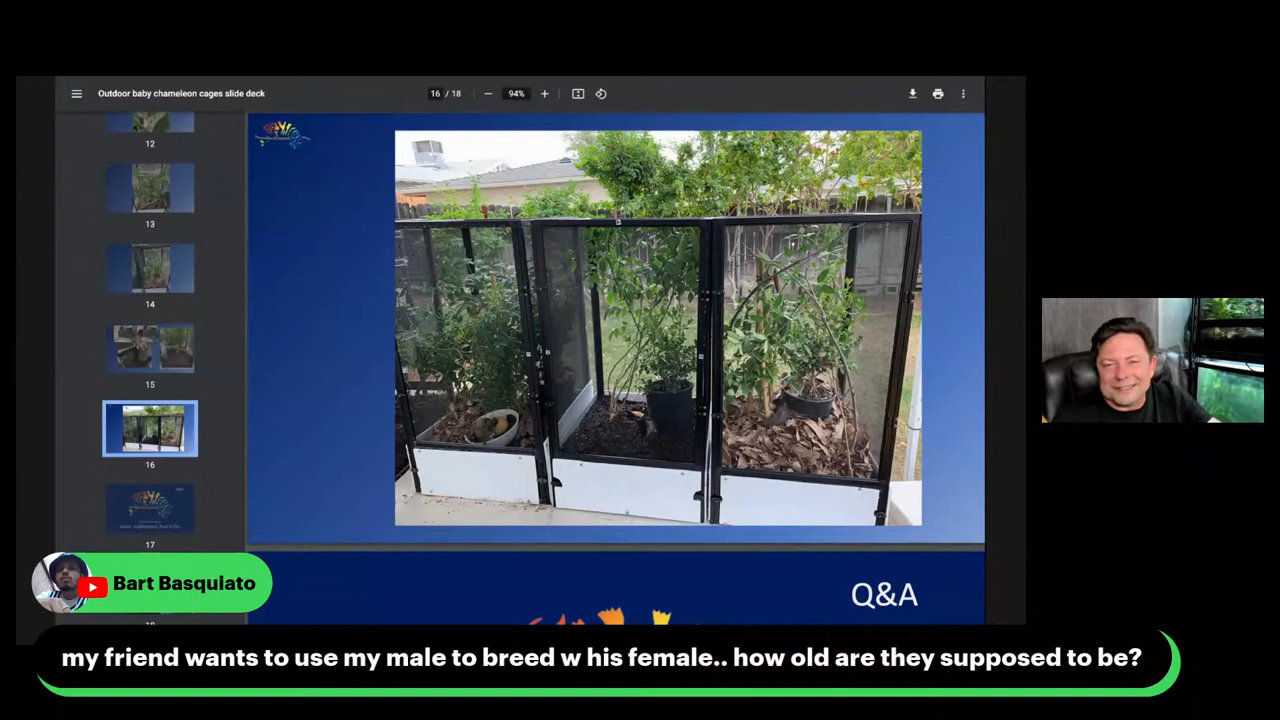 Outdoor baby chameleon cages slide deck
16 / 18
94%
12
13
14
15
16
17
Q&A
Bart Basquiato
my friend wants to use my male to breed w his female.. how old are they supposed to be?